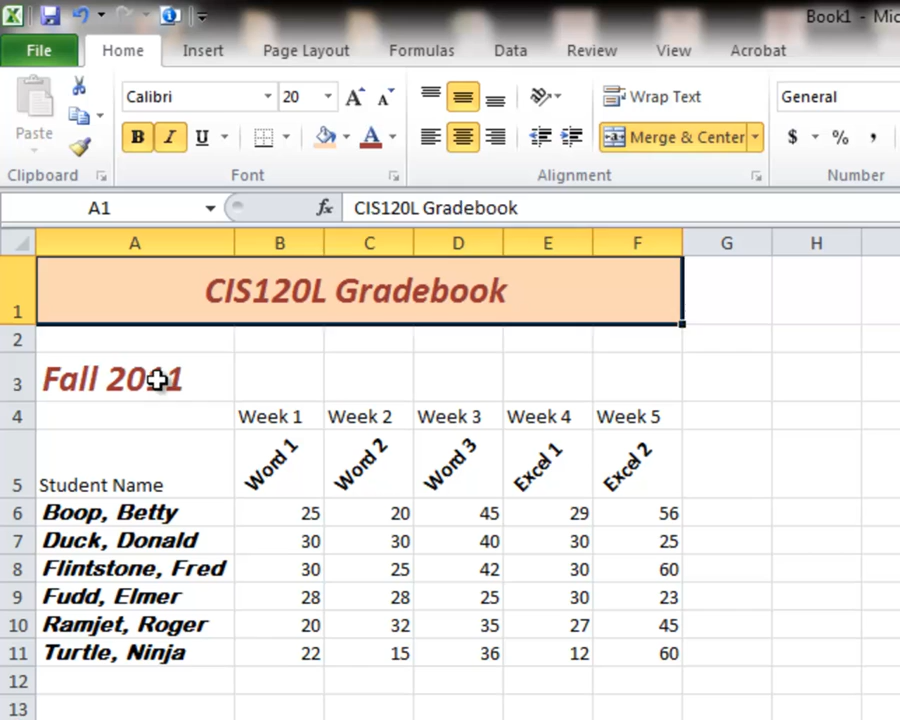 Book1 - Mic
File Home Insert Page Layout Formulas Data Review View Acrobat
Calibri 20 A A Wrap Text General
Paste B I U A Merge & Center $ % ,
Clipboard Font Alignment Number
A1 fx CIS120L Gradebook
A B C D E F G H
1 CIS120L Gradebook
2
3 Fall 2011
4 Week 1 Week 2 Week 3 Week 4 Week 5
5 Student Name Word 1 Word 2 Word 3 Excel 1 Excel 2
6 Boop, Betty 25 20 45 29 56
7 Duck, Donald 30 30 40 30 25
8 Flintstone, Fred 30 25 42 30 60
9 Fudd, Elmer 28 28 25 30 23
10 Ramjet, Roger 20 32 35 27 45
11 Turtle, Ninja 22 15 36 12 60
12
13